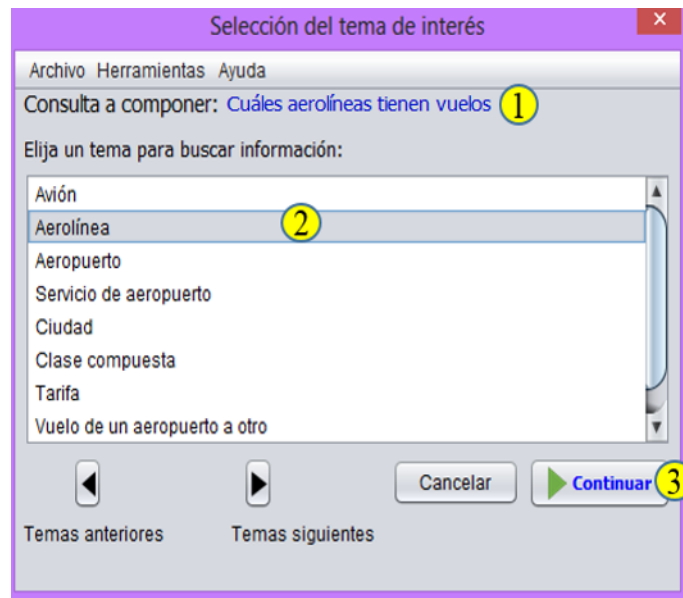 Selección del tema de interés
×
Archivo Herramientas Ayuda
Consulta a componer: Cuáles aerolíneas tienen vuelos 1
Elija un tema para buscar información:
Avión
Aerolínea 2
Aeropuerto
Servicio de aeropuerto
Ciudad
Clase compuesta
Tarifa
Vuelo de un aeropuerto a otro
Cancelar Continuar 3
Temas anteriores Temas siguientes